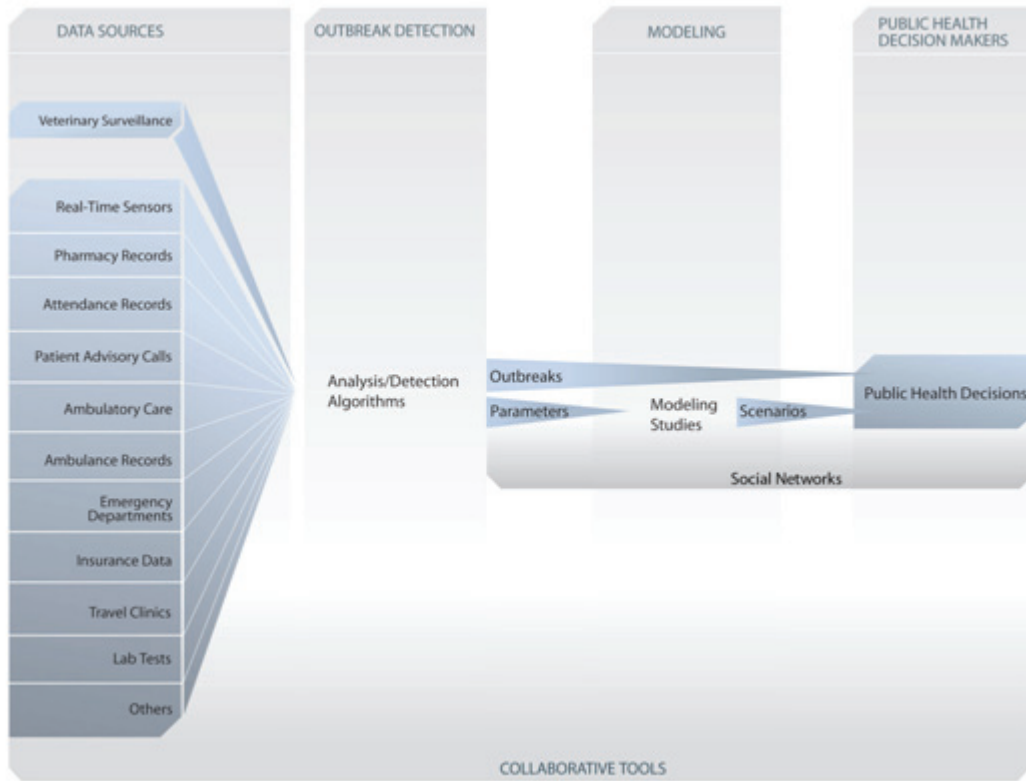 DATA SOURCES
OUTBREAK DETECTION
MODELING
PUBLIC HEALTH
DECISION MAKERS
Veterinary Surveillance
Real-Time Sensors
Pharmacy Records
Attendance Records
Patient Advisory Calls
Ambulatory Care
Ambulance Records
Emergency
Departments
Insurance Data
Travel Clinics
Lab Tests
Others
Analysis/Detection
Algorithms
Outbreaks
Parameters
Modeling
Studies
Scenarios
Public Health Decisions
Social Networks
COLLABORATIVE TOOLS